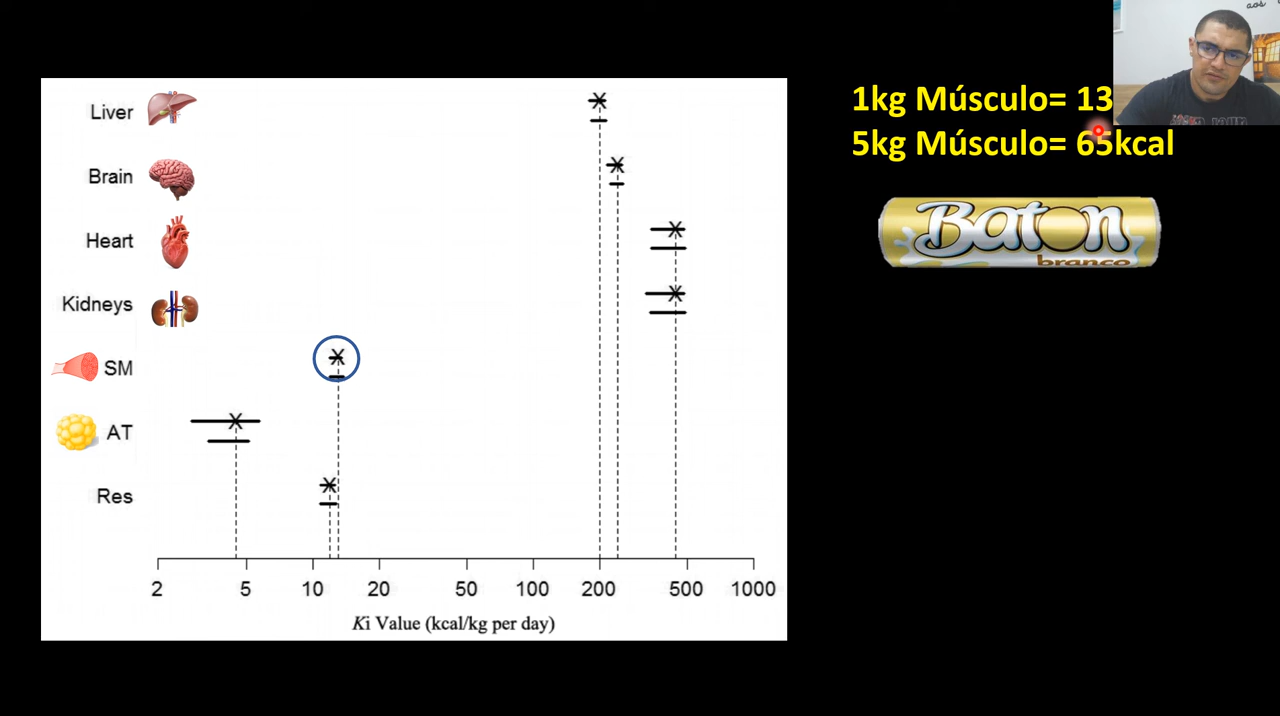 Liver
Brain
Heart
Kidneys
SM
AT
Res
2 5 10 20 50 100 200 500 1000
Ki Value (kcal/kg per day)
1kg Músculo= 13
5kg Músculo= 65kcal
Baton
branco
aos